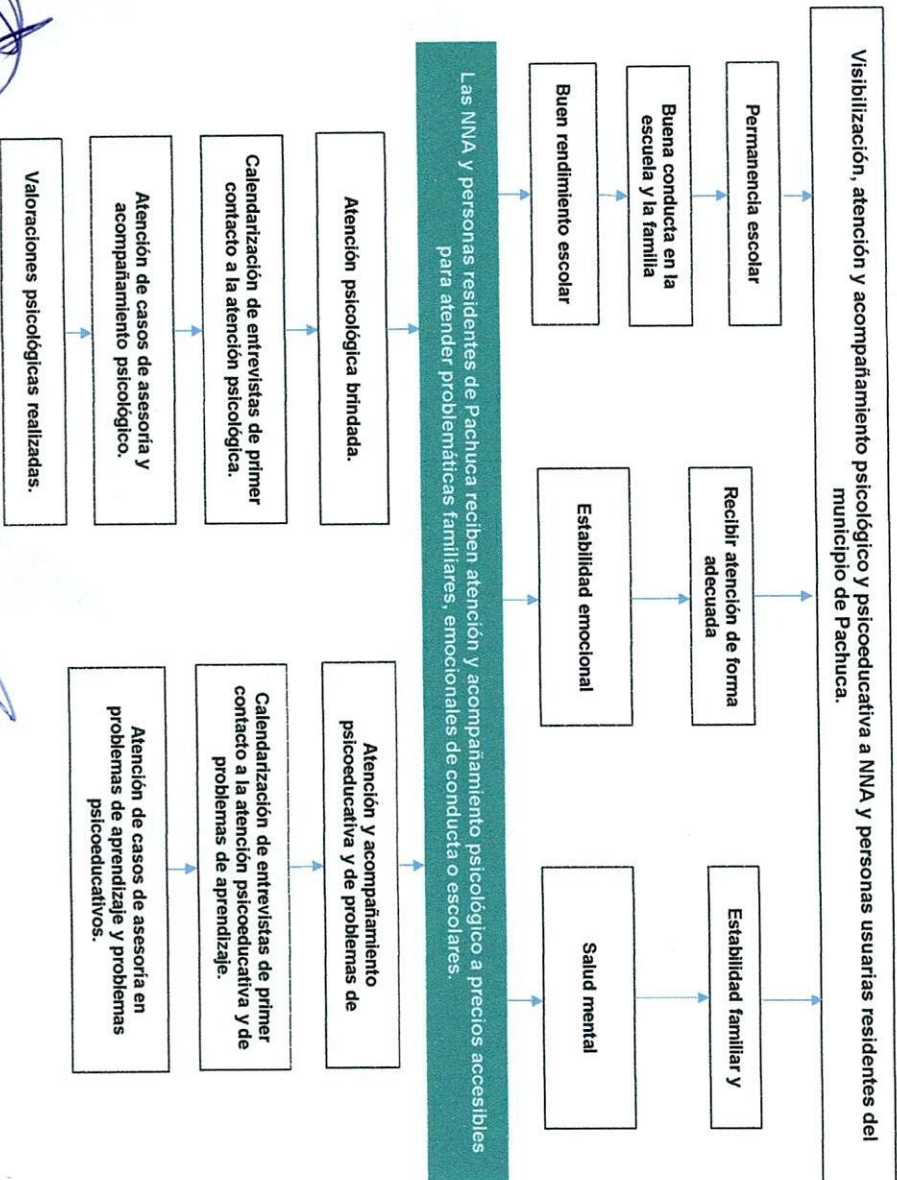 Visibilización, atención y acompañamiento psicológico y psicoeducativa a NNA y personas usuarias residentes del
municipio de Pachuca.
Permanencia escolar
Recibir atención de forma
adecuada
Estabilidad familiar y
Buena conducta en la
escuela y la familia
Buen rendimiento escolar
Estabilidad emocional
Salud mental
Las NNA y personas residentes de Pachuca reciben atención y acompañamiento psicológico a precios accesibles
para atender problemáticas familiares, emocionales de conducta o escolares.
Atención psicológica brindada.
Atención y acompañamiento
psicoeducativa y de problemas de
Calendarización de entrevistas de primer
contacto a la atención psicológica.
Calendarización de entrevistas de primer
contacto a la atención psicoeducativa y de
problemas de aprendizaje.
Atención de casos de asesoría y
acompañamiento psicológico.
Atención de casos de asesoría en
problemas de aprendizaje y problemas
psicoeducativos.
Valoraciones psicológicas realizadas.